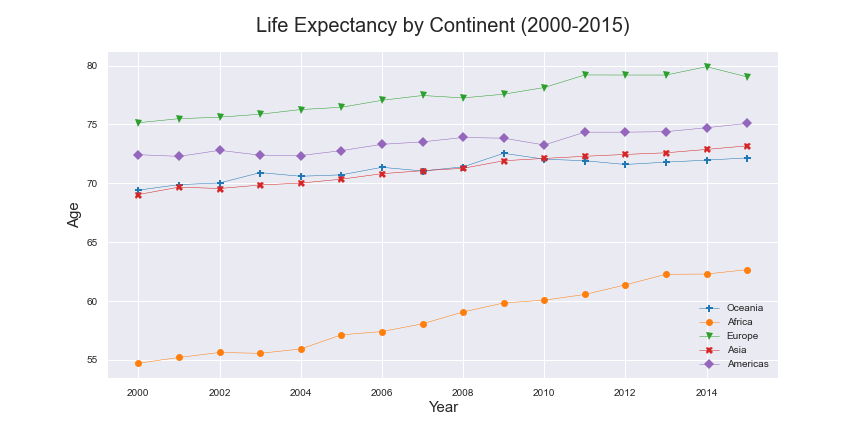 Life Expectancy by Continent (2000-2015)
Age
80
75
70
65
60
55
Oceania
Africa
Europe
Asia
Americas
2000 2002 2004 2006 2008 2010 2012 2014
Year